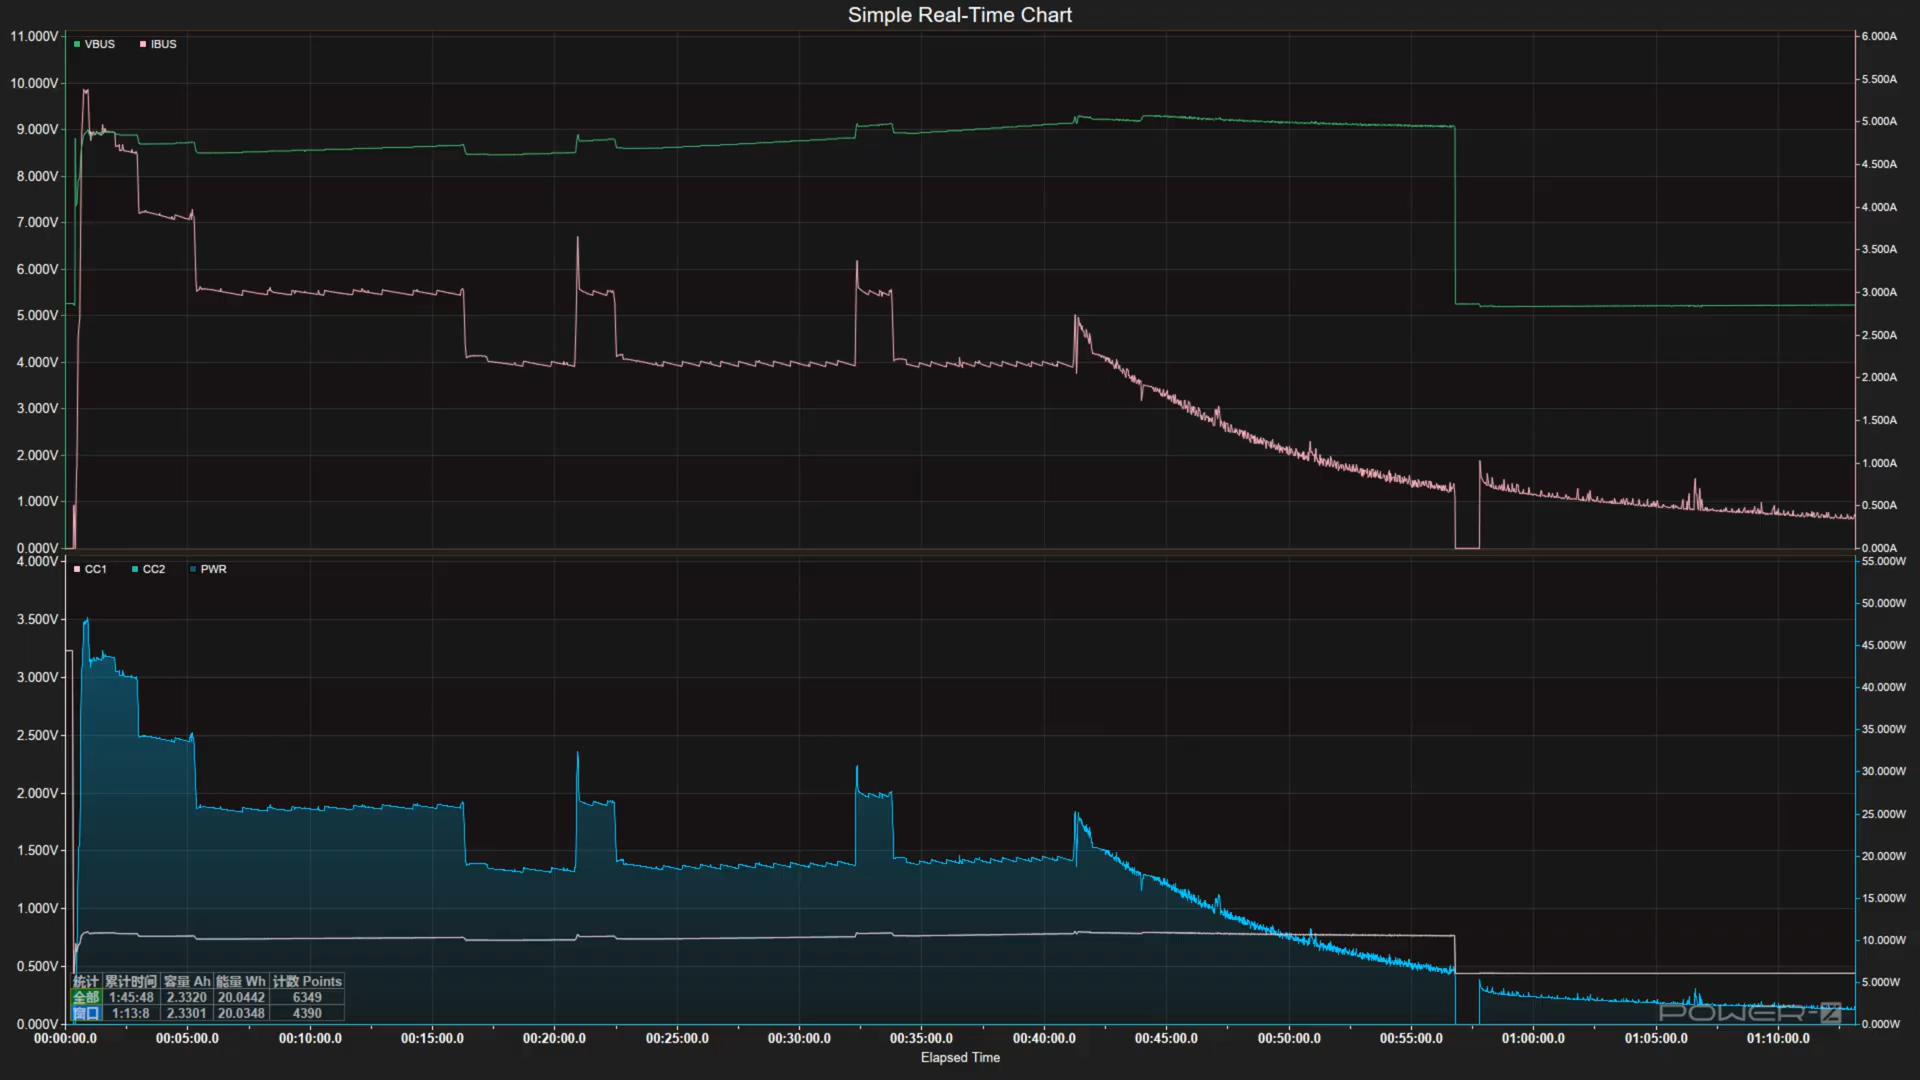 Simple Real-Time Chart
VBUS IBUS
11.000V
10.000V
9.000V
8.000V
7.000V
6.000V
5.000V
4.000V
3.000V
2.000V
1.000V
0.000V
6.000A
5.500A
5.000A
4.500A
4.000A
3.500A
3.000A
2.500A
2.000A
1.500A
1.000A
0.500A
0.000A
CC1 CC2 PWR
4.000V
3.500V
3.000V
2.500V
2.000V
1.500V
1.000V
0.500V
0.000V
55.000W
50.000W
45.000W
40.000W
35.000W
30.000W
25.000W
20.000W
15.000W
10.000W
5.000W
0.000W
统计 累计时间 容量 Ah 能量 Wh 计数 Points
全部 1:45:48 2.3320 20.0442 6349
窗口 1:13:8 2.3301 20.0348 4390
POWER-Z
00:00:00.0 00:05:00.0 00:10:00.0 00:15:00.0 00:20:00.0 00:25:00.0 00:30:00.0 00:35:00.0 00:40:00.0 00:45:00.0 00:50:00.0 00:55:00.0 01:00:00.0 01:05:00.0 01:10:00.0
Elapsed Time